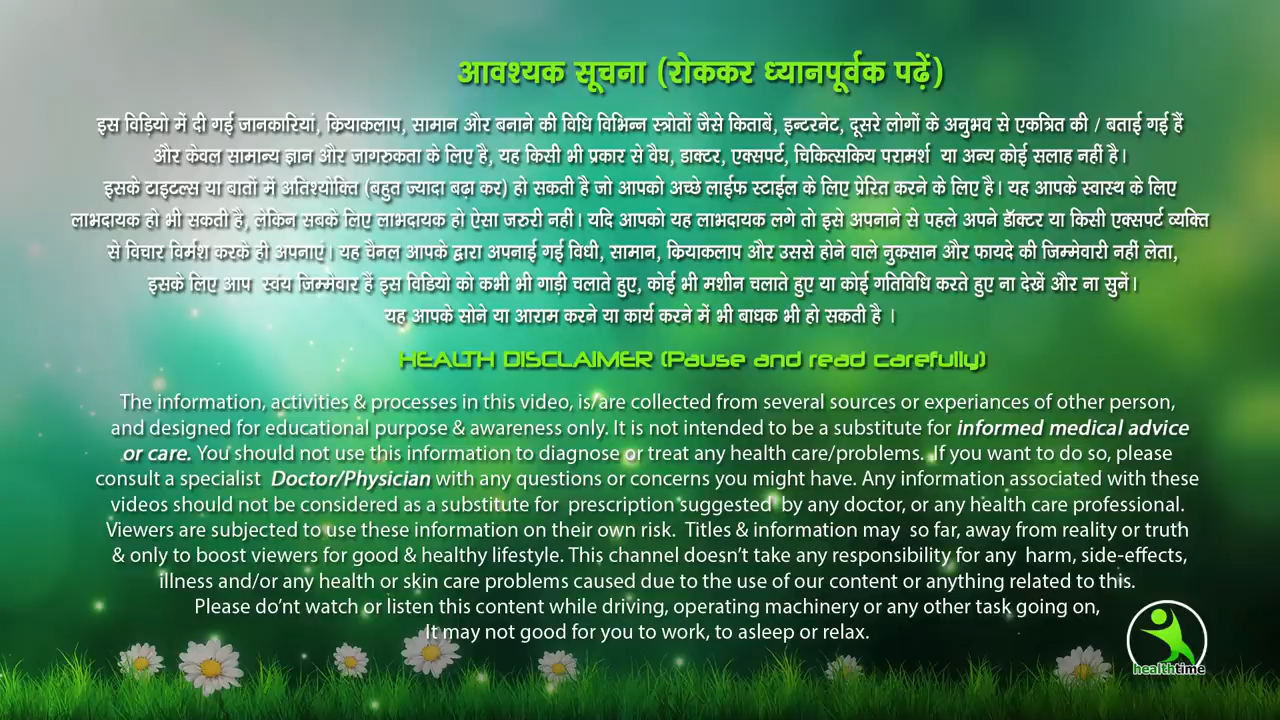 आवश्यक सूचना (रोककर ध्यानपूर्वक पढ़ें)
इस विड़ियो में दी गई जानकारियां, क्रियाकलाप, सामान और बनाने की विधि विभिन्न स्त्रोतों जैसे किताबें, इन्टरनेट, दूसरे लोगों के अनुभव से एकत्रित की / बताई गई हैं
और केवल सामान्य ज्ञान और जागरुकता के लिए है, यह किसी भी प्रकार से वैघ, डाक्टर, एक्सपर्ट, चिकित्सकिय परामर्श या अन्य कोई सलाह नहीं है।
इसके टाइटल्स या बातों में अतिश्योक्ति (बहुत ज्यादा बढ़ा कर) हो सकती है जो आपको अच्छे लाईफ स्टाईल के लिए प्रेरित करने के लिए है। यह आपके स्वास्थ के लिए
लाभदायक हो भी सकती है, लेकिन सबके लिए लाभदायक हो ऐसा जरुरी नहीं। यदि आपको यह लाभदायक लगे तो इसे अपनाने से पहले अपने डॉक्टर या किसी एक्सपर्ट व्यक्ति
से विचार विर्मश करके ही अपनाएं। यह चैनल आपके द्वारा अपनाई गई विधी, सामान, क्रियाकलाप और उससे होने वाले नुकसान और फायदे की जिम्मेवारी नहीं लेता,
इसके लिए आप स्वंय जिम्मेवार हैं इस विडियो को कभी भी गाड़ी चलाते हुए, कोई भी मशीन चलाते हुए या कोई गतिविधि करते हुए ना देखें और ना सुनें।
यह आपके सोने या आराम करने या कार्य करने में भी बाधक भी हो सकती है ।
HEALTH DISCLAIMER (Pause and read carefully)
The information, activities & processes in this video, is/are collected from several sources or experiances of other person,
and designed for educational purpose & awareness only. It is not intended to be a substitute for informed medical advice
or care. You should not use this information to diagnose or treat any health care/problems. If you want to do so, please
consult a specialist Doctor/Physician with any questions or concerns you might have. Any information associated with these
videos should not be considered as a substitute for prescription suggested by any doctor, or any health care professional.
Viewers are subjected to use these information on their own risk. Titles & information may so far, away from reality or truth
& only to boost viewers for good & healthy lifestyle. This channel doesn't take any responsibility for any harm, side-effects,
illness and/or any health or skin care problems caused due to the use of our content or anything related to this.
Please do'nt watch or listen this content while driving, operating machinery or any other task going on,
It may not good for you to work, to asleep or relax.
healthtime